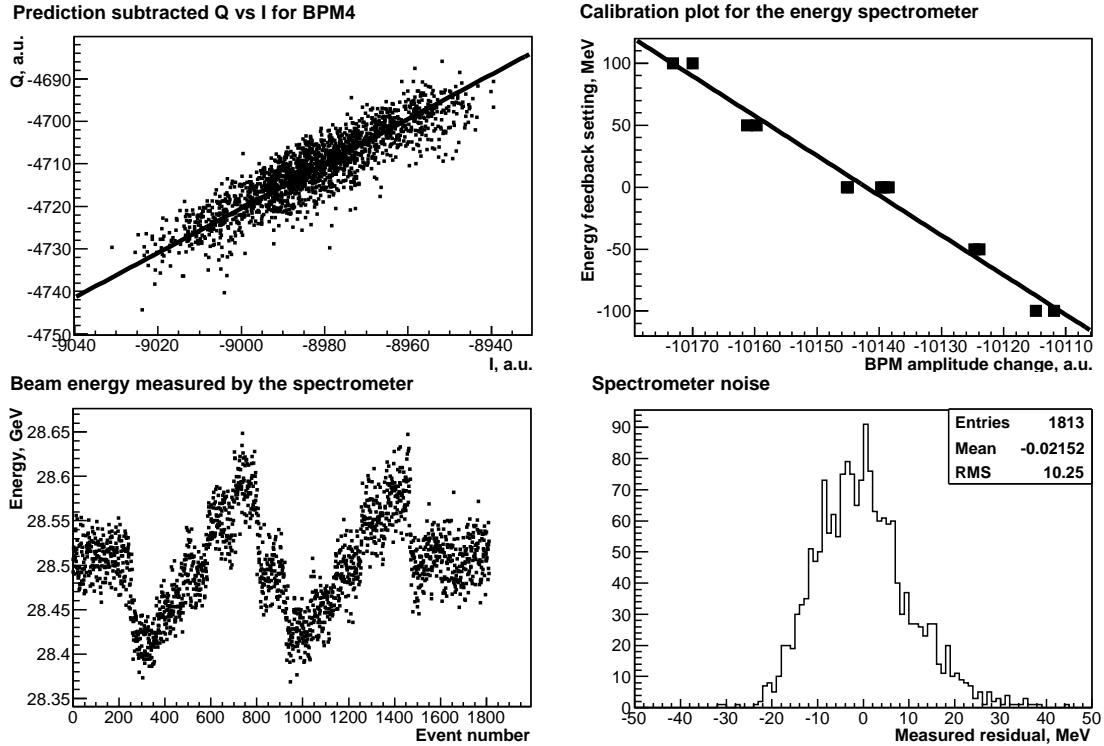 Prediction subtracted Q vs I for BPM4
Q, a.u.
-4690
-4700
-4710
-4720
-4730
-4740
-4750
-9040 -9020 -9000 -8980 -8960 -8940
I, a.u.
Calibration plot for the energy spectrometer
Energy feedback setting, MeV
100
50
0
-50
-100
-10170 -10160 -10150 -10140 -10130 -10120 -10110
BPM amplitude change, a.u.
Beam energy measured by the spectrometer
Energy, GeV
28.65
28.6
28.55
28.5
28.45
28.4
28.35
0 200 400 600 800 1000 1200 1400 1600 1800
Event number
Spectrometer noise
Entries 1813
Mean -0.02152
RMS 10.25
90
80
70
60
50
40
30
20
10
0
-50 -40 -30 -20 -10 0 10 20 30 40 50
Measured residual, MeV